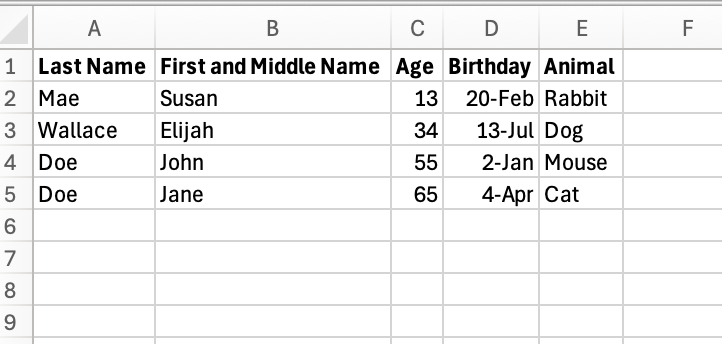 A B C D E F
1 Last Name First and Middle Name Age Birthday Animal
2 Mae Susan 13 20-Feb Rabbit
3 Wallace Elijah 34 13-Jul Dog
4 Doe John 55 2-Jan Mouse
5 Doe Jane 65 4-Apr Cat
6
7
8
9